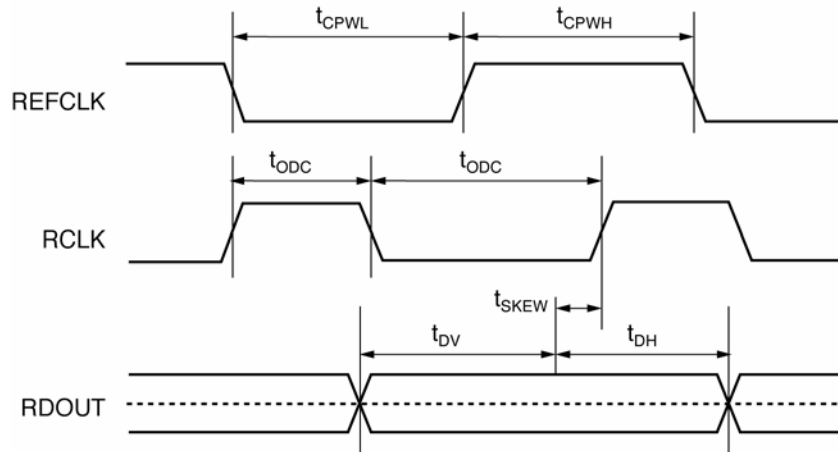 tCPWL tCPWH
REFCLK
tODC tODC
RCLK
tSKEW
tDV tDH
RDOUT